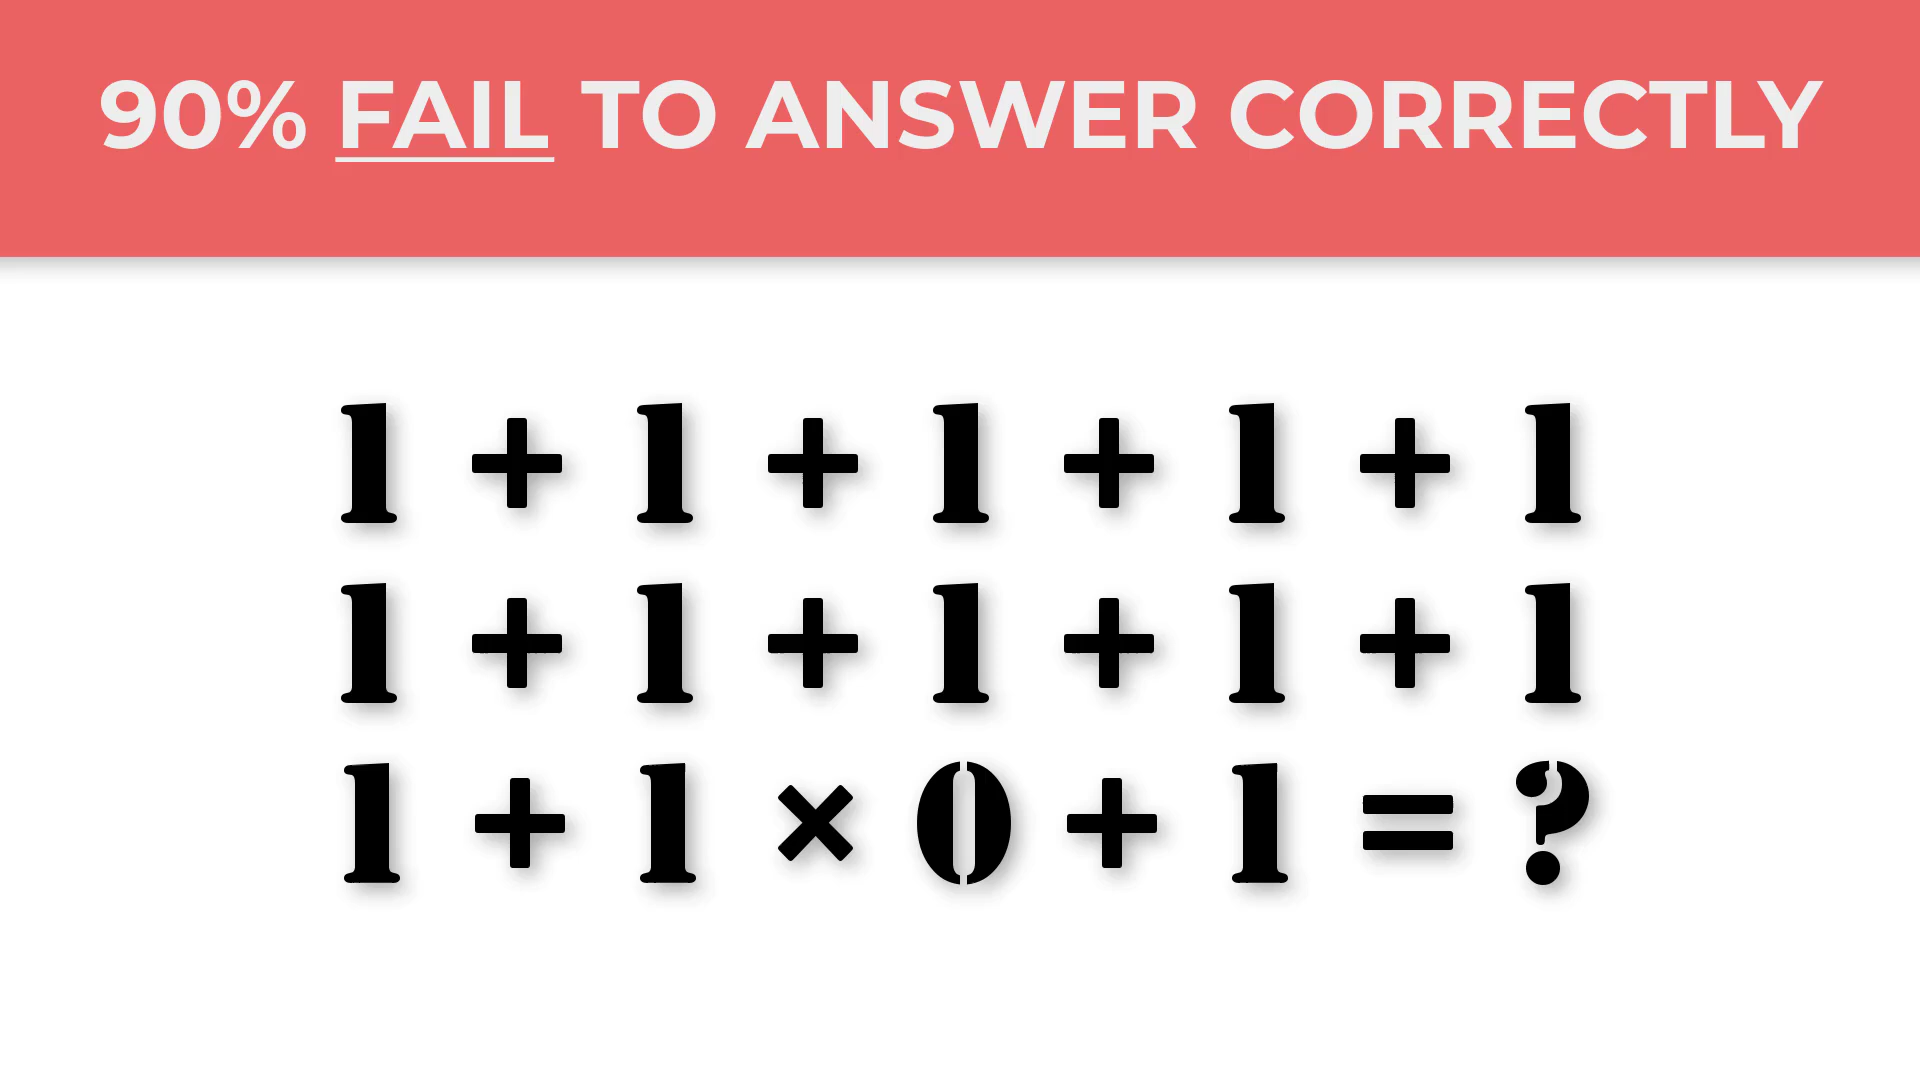 90% FAIL TO ANSWER CORRECTLY
1 + 1 + 1 + 1 + 1
1 + 1 + 1 + 1 + 1
1 + 1 × 0 + 1 = ?